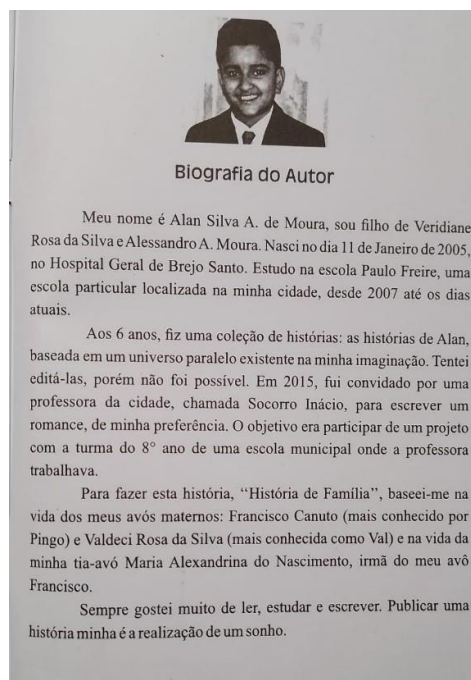 Biografia do Autor
Meu nome é Alan Silva A. de Moura, sou filho de Veridiane
Rosa da Silva e Alessandro A. Moura. Nasci no dia 11 de Janeiro de 2005,
no Hospital Geral de Brejo Santo. Estudo na escola Paulo Freire, uma
escola particular localizada na minha cidade, desde 2007 até os dias
atuais.
Aos 6 anos, fiz uma coleção de histórias: as histórias de Alan,
baseada em um universo paralelo existente na minha imaginação. Tentei
editá-las, porém não foi possível. Em 2015, fui convidado por uma
professora da cidade, chamada Socorro Inácio, para escrever um
romance, de minha preferência. O objetivo era participar de um projeto
com a turma do 8° ano de uma escola municipal onde a professora
trabalhava.
Para fazer esta história, ‘‘História de Família’’, baseei-me na
vida dos meus avós maternos: Francisco Canuto (mais conhecido por
Pingo) e Valdeci Rosa da Silva (mais conhecida como Val) e na vida da
minha tia-avó Maria Alexandrina do Nascimento, irmã do meu avô
Francisco.
Sempre gostei muito de ler, estudar e escrever. Publicar uma
história minha é a realização de um sonho.